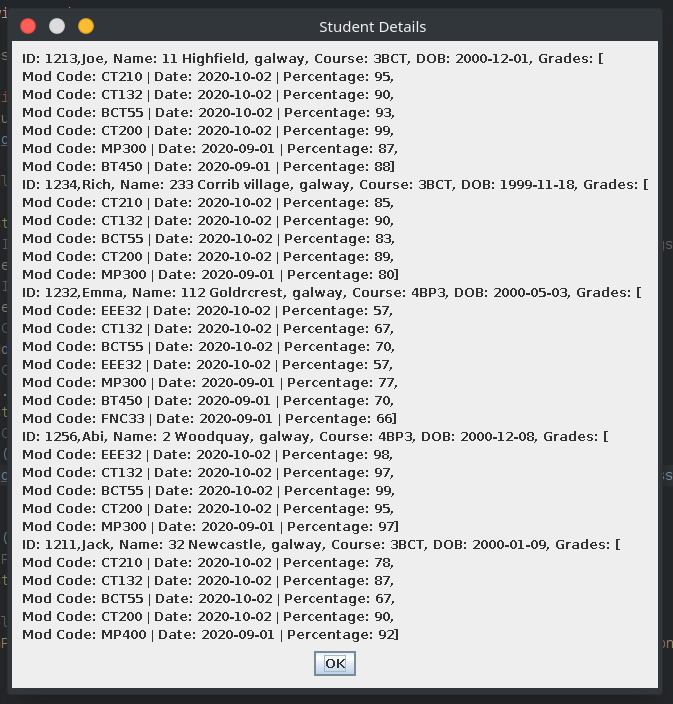 Student Details
ID: 1213,Joe, Name: 11 Highfield, galway, Course: 3BCT, DOB: 2000-12-01, Grades: [
Mod Code: CT210 | Date: 2020-10-02 | Percentage: 95,
Mod Code: CT132 | Date: 2020-10-02 | Percentage: 90,
Mod Code: BCT55 | Date: 2020-10-02 | Percentage: 93,
Mod Code: CT200 | Date: 2020-10-02 | Percentage: 99,
Mod Code: MP300 | Date: 2020-09-01 | Percentage: 87,
Mod Code: BT450 | Date: 2020-09-01 | Percentage: 88]
ID: 1234,Rich, Name: 233 Corrib village, galway, Course: 3BCT, DOB: 1999-11-18, Grades: [
Mod Code: CT210 | Date: 2020-10-02 | Percentage: 85,
Mod Code: CT132 | Date: 2020-10-02 | Percentage: 90,
Mod Code: BCT55 | Date: 2020-10-02 | Percentage: 83,
Mod Code: CT200 | Date: 2020-10-02 | Percentage: 89,
Mod Code: MP300 | Date: 2020-09-01 | Percentage: 80]
ID: 1232,Emma, Name: 112 Goldrcrest, galway, Course: 4BP3, DOB: 2000-05-03, Grades: [
Mod Code: EEE32 | Date: 2020-10-02 | Percentage: 57,
Mod Code: CT132 | Date: 2020-10-02 | Percentage: 67,
Mod Code: BCT55 | Date: 2020-10-02 | Percentage: 70,
Mod Code: EEE32 | Date: 2020-10-02 | Percentage: 57,
Mod Code: MP300 | Date: 2020-09-01 | Percentage: 77,
Mod Code: BT450 | Date: 2020-09-01 | Percentage: 70,
Mod Code: FNC33 | Date: 2020-09-01 | Percentage: 66]
ID: 1256,Abi, Name: 2 Woodquay, galway, Course: 4BP3, DOB: 2000-12-08, Grades: [
Mod Code: EEE32 | Date: 2020-10-02 | Percentage: 98,
Mod Code: CT132 | Date: 2020-10-02 | Percentage: 97,
Mod Code: BCT55 | Date: 2020-10-02 | Percentage: 99,
Mod Code: CT200 | Date: 2020-10-02 | Percentage: 95,
Mod Code: MP300 | Date: 2020-09-01 | Percentage: 97]
ID: 1211,Jack, Name: 32 Newcastle, galway, Course: 3BCT, DOB: 2000-01-09, Grades: [
Mod Code: CT210 | Date: 2020-10-02 | Percentage: 78,
Mod Code: CT132 | Date: 2020-10-02 | Percentage: 87,
Mod Code: BCT55 | Date: 2020-10-02 | Percentage: 67,
Mod Code: CT200 | Date: 2020-10-02 | Percentage: 90,
Mod Code: MP400 | Date: 2020-09-01 | Percentage: 92]
OK